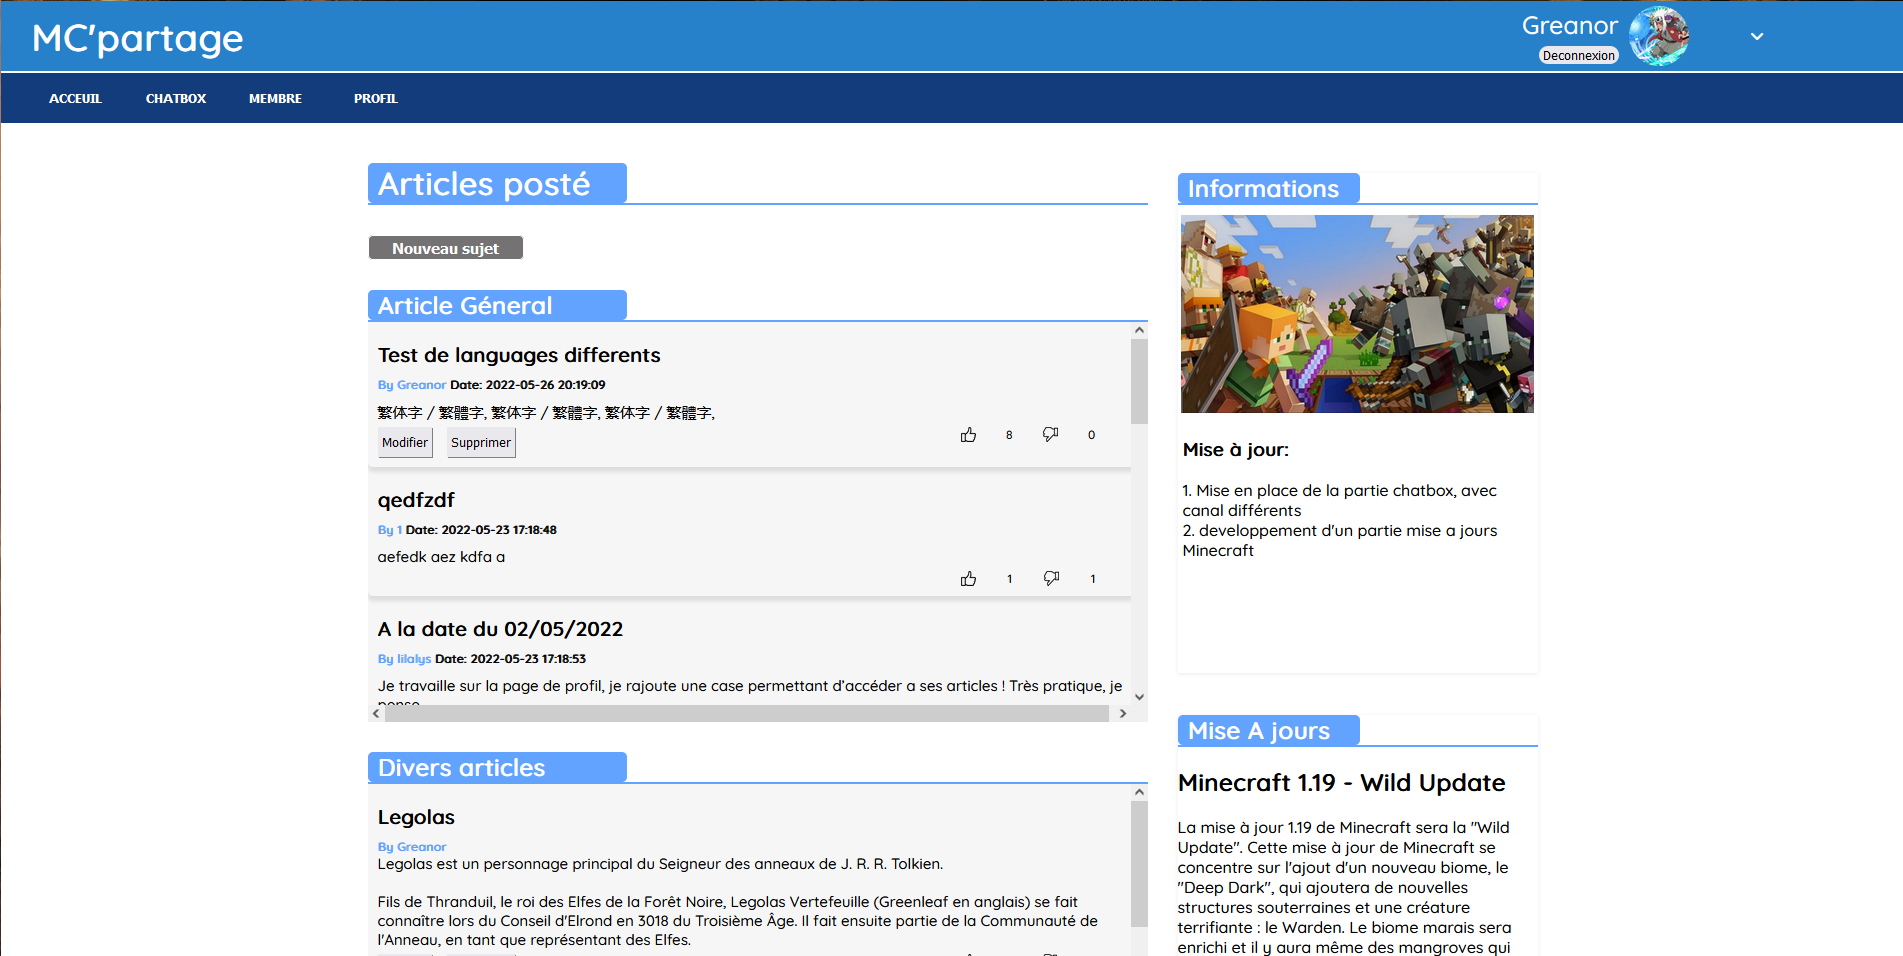 MC'partage
Greanor
Deconnexion
ACCEUIL
CHATBOX
MEMBRE
PROFIL
Articles posté
Nouveau sujet
Article Géneral
Test de languages differents
By Greanor Date: 2022-05-26 20:19:09
繁体字 / 繁體字, 繁体字 / 繁體字, 繁体字 / 繁體字,
Modifier
Supprimer
8
0
qedfzdf
By 1 Date: 2022-05-23 17:18:48
aefedk aez kdfa a
1
1
A la date du 02/05/2022
By lilalys Date: 2022-05-23 17:18:53
Je travaille sur la page de profil, je rajoute une case permettant d'accéder a ses articles ! Très pratique, je
pense
Divers articles
Legolas
By Greanor
Legolas est un personnage principal du Seigneur des anneaux de J. R. R. Tolkien.
Fils de Thranduil, le roi des Elfes de la Forêt Noire, Legolas Vertefeuille (Greenleaf en anglais) se fait
connaître lors du Conseil d'Elrond en 3018 du Troisième Âge. Il fait ensuite partie de la Communauté de
l'Anneau, en tant que représentant des Elfes.
Informations
Mise à jour:
1. Mise en place de la partie chatbox, avec
canal différents
2. developpement d'un partie mise a jours
Minecraft
Mise A jours
Minecraft 1.19 - Wild Update
La mise à jour 1.19 de Minecraft sera la "Wild
Update". Cette mise à jour de Minecraft se
concentre sur l'ajout d'un nouveau biome, le
"Deep Dark", qui ajoutera de nouvelles
structures souterraines et une créature
terrifiante : le Warden. Le biome marais sera
enrichi et il y aura même des mangroves qui